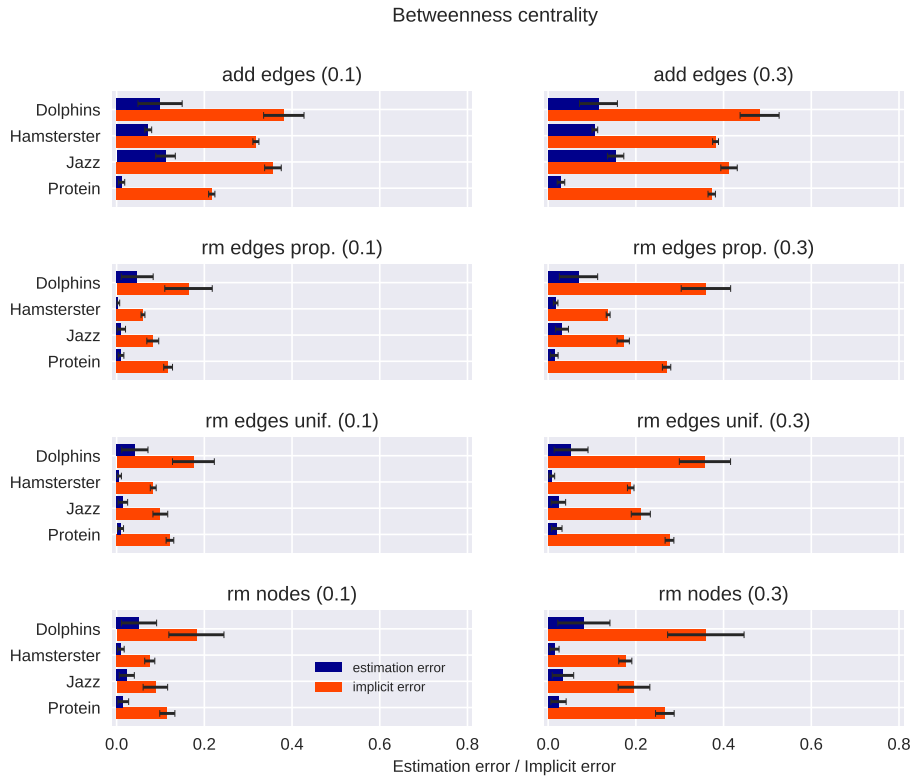 Betweenness centrality
add edges (0.1)
add edges (0.3)
Dolphins
Hamsterster
Jazz
Protein
rm edges prop. (0.1)
rm edges prop. (0.3)
Dolphins
Hamsterster
Jazz
Protein
rm edges unif. (0.1)
rm edges unif. (0.3)
Dolphins
Hamsterster
Jazz
Protein
rm nodes (0.1)
rm nodes (0.3)
Dolphins
Hamsterster
Jazz
Protein
estimation error
implicit error
0.0 0.2 0.4 0.6 0.8
0.0 0.2 0.4 0.6 0.8
Estimation error / Implicit error